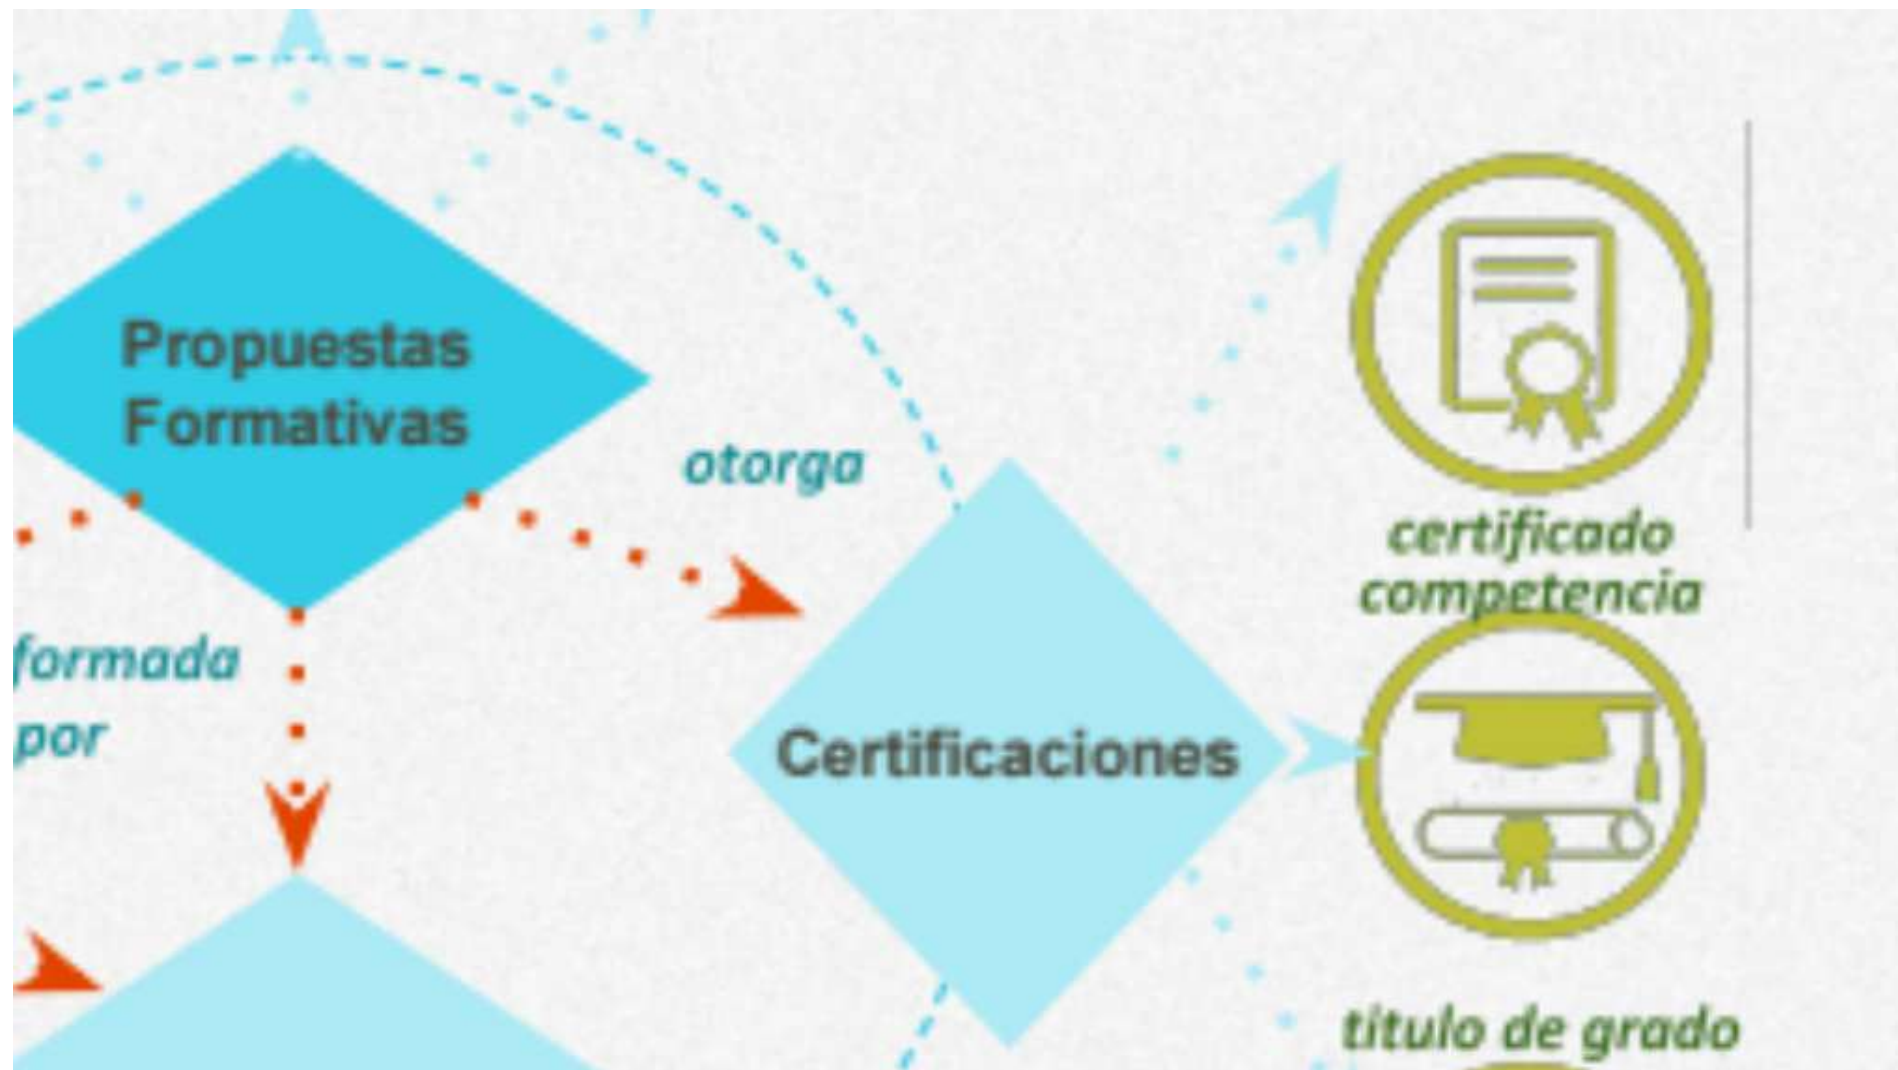 Propuestas
Formativas
otorga
certificado
competencia
formada
por
Certificaciones
titulo de grado